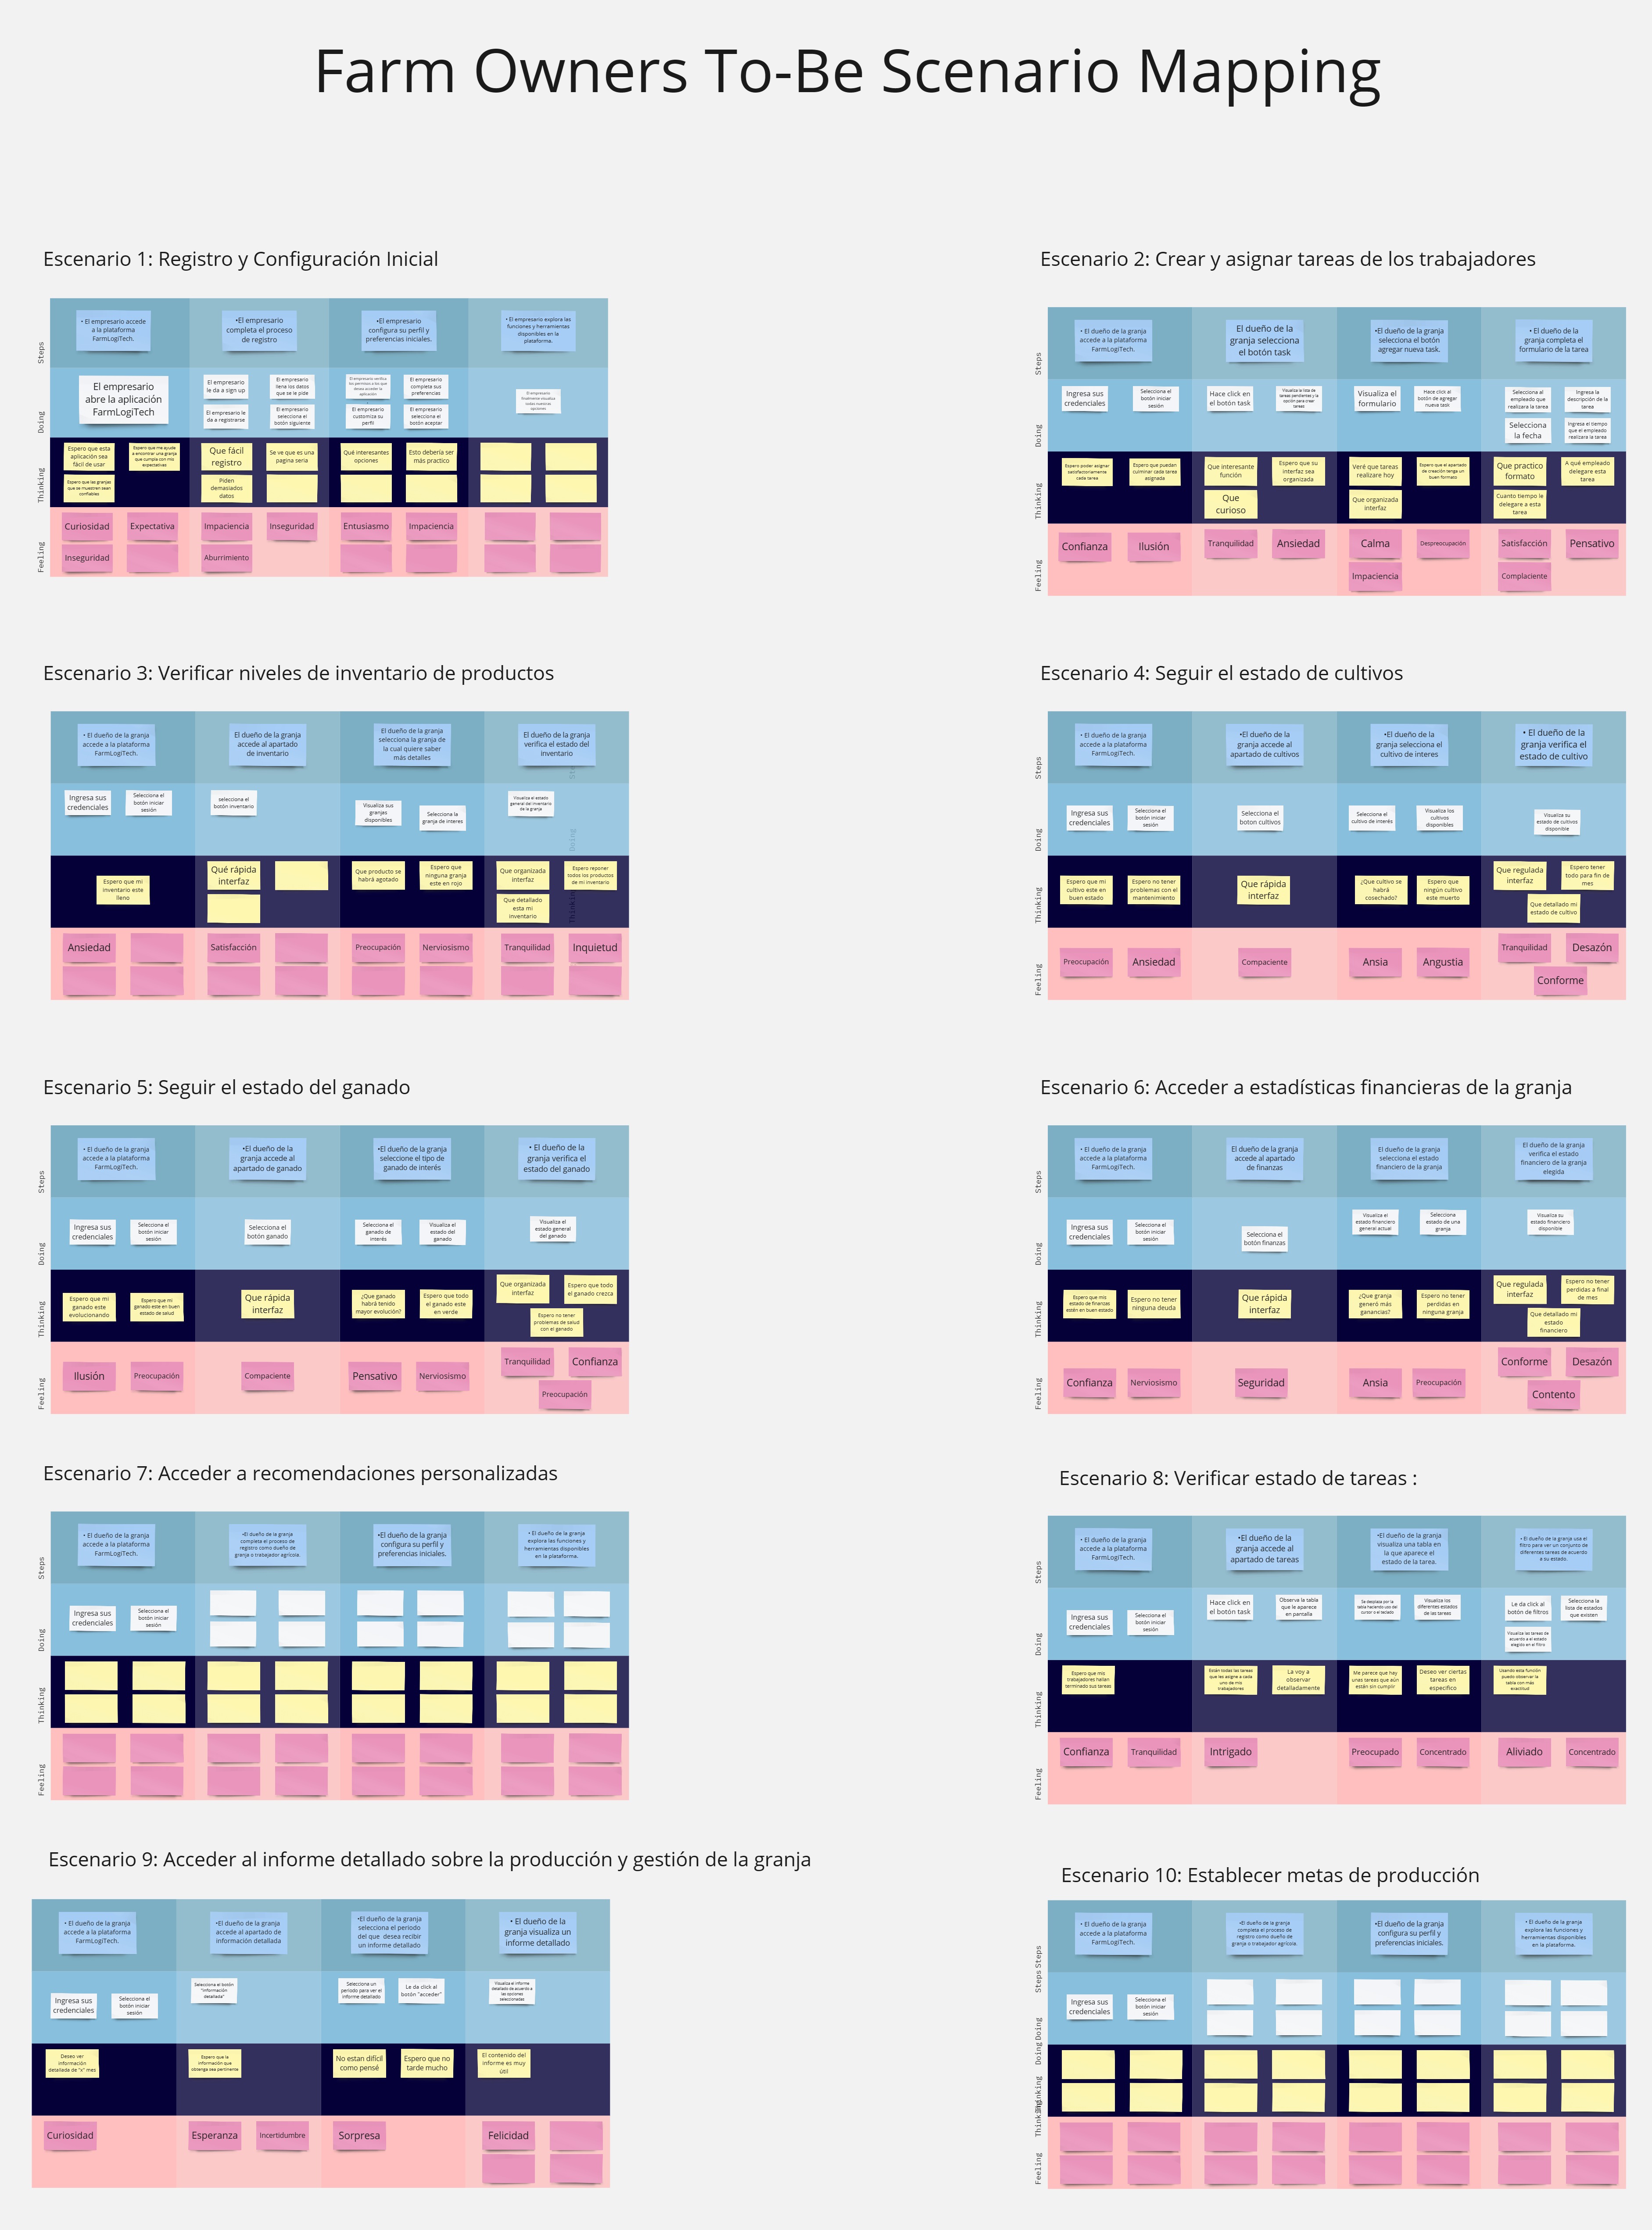 Farm Owners To-Be Scenario Mapping
Escenario 1: Registro y Configuración Inicial
Steps
• El empresario accede
a la plataforma
FarmLogiTech.
•El empresario
completa el proceso
de registro
•El empresario
configura su perfil y
preferencias iniciales.
• El empresario explora las
funciones y herramientas
disponibles en la
plataforma.
Doing
El empresario
abre la aplicación
FarmLogiTech
El empresario
le da a sign up
El empresario
llena los datos
que se le pide
El empresario le
da a registrarse
El empresario
selecciona el
botón siguiente
El empresario verifica
los permisos a los que
desea acceder la
aplicación
El empresario
completa sus
preferencias
El empresario
customiza su
perfil
El empresario
selecciona el
botón aceptar
El empresario
finalmente visualiza
todas nuestras
opciones
Thinking
Espero que esta
aplicación sea
fácil de usar
Espero que me ayude
a encontrar una granja
que cumpla con mis
expectativas
Espero que las granjas
que se muestren sean
confiables
Que fácil
registro
Se ve que es una
pagina seria
Piden
demasiados
datos
Qué interesantes
opciones
Esto debería ser
más practico
Feeling
Curiosidad
Expectativa
Inseguridad
Impaciencia
Inseguridad
Aburrimiento
Entusiasmo
Impaciencia
Escenario 2: Crear y asignar tareas de los trabajadores
Steps
• El dueño de la granja
accede a la plataforma
FarmLogiTech.
El dueño de la
granja selecciona
el botón task
•El dueño de la granja
selecciona el botón
agregar nueva task.
• El dueño de la
granja completa el
formulario de la tarea
Doing
Ingresa sus
credenciales
Selecciona el
botón iniciar
sesión
Hace click en
el botón task
Visualiza la lista de
tareas pendientes y la
opción para crear
tareas
Visualiza el
formulario
Hace click al
botón de agregar
nueva task
Selecciona al
empleado que
realizara la tarea
Ingresa la
descripción de la
tarea
Selecciona
la fecha
Ingresa el tiempo
que el empleado
realizara la tarea
Thinking
Espero poder asignar
satisfactoriamente
cada tarea
Espero que puedan
culminar cada tarea
asignada
Que interesante
función
Espero que su
interfaz sea
organizada
Que
curioso
Veré que tareas
realizare hoy
Espero que el apartado
de creación tenga un
buen formato
Que organizada
interfaz
Que practico
formato
A qué empleado
delegare esta
tarea
Cuanto tiempo le
delegare a esta
tarea
Feeling
Confianza
Ilusión
Tranquilidad
Ansiedad
Calma
Despreocupación
Impaciencia
Satisfacción
Pensativo
Complaciente
Escenario 3: Verificar niveles de inventario de productos
• El dueño de la granja
accede a la plataforma
FarmLogiTech.
El dueño de la granja
accede al apartado
de inventario
El dueño de la granja
selecciona la granja de
la cual quiere saber
más detalles
El dueño de la granja
verifica el estado del
inventario
Doing
Ingresa sus
credenciales
Selecciona el
botón iniciar
sesión
selecciona el
botón inventario
Visualiza sus
granjas
disponibles
Selecciona la
granja de interes
Visualiza el estado
general del inventario
de la granja
Thinking
Espero que mi
inventario este
lleno
Qué rápida
interfaz
Que producto se
habrá agotado
Espero que
ninguna granja
este en rojo
Que organizada
interfaz
Espero reponer
todos los productos
de mi inventario
Que detallado
esta mi
inventario
Ansiedad
Satisfacción
Preocupación
Nerviosismo
Tranquilidad
Inquietud
Escenario 4: Seguir el estado de cultivos
Steps
• El dueño de la granja
accede a la plataforma
FarmLogiTech.
•El dueño de la
granja accede al
apartado de cultivos
•El dueño de la
granja selecciona el
cultivo de interes
• El dueño de la
granja verifica el
estado de cultivo
Doing
Ingresa sus
credenciales
Selecciona el
botón iniciar
sesión
Selecciona el
boton cultivos
Selecciona el
cultivo de interés
Visualiza los
cultivos
disponibles
Visualiza su
estado de cultivos
disponible
Thinking
Espero que mi
cultivo este en
buen estado
Espero no tener
problemas con el
mantenimiento
Que rápida
interfaz
¿Que cultivo se
habrá
cosechado?
Espero que
ningún cultivo
este muerto
Que regulada
interfaz
Espero tener
todo para fin de
mes
Que detallado mi
estado de cultivo
Feeling
Preocupación
Ansiedad
Compaciente
Ansia
Angustia
Tranquilidad
Desazón
Conforme
Escenario 5: Seguir el estado del ganado
Steps
• El dueño de la granja
accede a la plataforma
FarmLogiTech.
•El dueño de la
granja accede al
apartado de ganado
•El dueño de la granja
seleccione el tipo de
ganado de interés
• El dueño de la
granja verifica el
estado del ganado
Doing
Ingresa sus
credenciales
Selecciona el
botón iniciar
sesión
Selecciona el
botón ganado
Selecciona el
ganado de
interés
Visualiza el
estado del
ganado
Visualiza el
estado general
del ganado
Thinking
Espero que mi
ganado este
evolucionando
Espero que mi
ganado este en buen
estado de salud
Que rápida
interfaz
¿Que ganado
habrá tenido
mayor evolución?
Espero que todo
el ganado este
en verde
Que organizada
interfaz
Espero que todo
el ganado crezca
Espero no tener
problemas de salud
con el ganado
Feeling
Ilusión
Preocupación
Compaciente
Pensativo
Nerviosismo
Tranquilidad
Confianza
Preocupación
Escenario 6: Acceder a estadísticas financieras de la granja
Steps
• El dueño de la granja
accede a la plataforma
FarmLogiTech.
El dueño de la granja
accede al apartado
de finanzas
El dueño de la granja
selecciona el estado
financiero de la granja
El dueño de la granja
verifica el estado
financiero de la granja
elegida
Doing
Ingresa sus
credenciales
Selecciona el
botón iniciar
sesión
Selecciona el
botón finanzas
Visualiza el
estado financiero
general actual
Selecciona
estado de una
granja
Visualiza su
estado financiero
disponible
Thinking
Espero que mis
estado de finanzas
estén en buen estado
Espero no tener
ninguna deuda
Que rápida
interfaz
¿Que granja
generó más
ganancias?
Espero no tener
perdidas en
ninguna granja
Que regulada
interfaz
Espero no tener
perdidas a final
de mes
Que detallado mi
estado
financiero
Feeling
Confianza
Nerviosismo
Seguridad
Ansia
Preocupación
Conforme
Desazón
Contento
Escenario 7: Acceder a recomendaciones personalizadas
Steps
• El dueño de la granja
accede a la plataforma
FarmLogiTech.
•El dueño de la granja
completa el proceso de
registro como dueño de
granja o trabajador agrícola.
•El dueño de la granja
configura su perfil y
preferencias iniciales.
• El dueño de la granja
explora las funciones y
herramientas disponibles
en la plataforma.
Doing
Ingresa sus
credenciales
Selecciona el
botón iniciar
sesión
Thinking
Feeling
Escenario 8: Verificar estado de tareas :
Steps
• El dueño de la granja
accede a la plataforma
FarmLogiTech.
•El dueño de la
granja accede al
apartado de tareas
•El dueño de la granja
visualiza una tabla en
la que aparece el
estado de la tarea.
• El dueño de la granja usa el
filtro para ver un conjunto de
diferentes tareas de acuerdo
a su estado.
Doing
Ingresa sus
credenciales
Selecciona el
botón iniciar
sesión
Hace click en
el botón task
Observa la tabla
que le aparece
en pantalla
Se desplaza por la
tabla haciendo uso del
cursor o el teclado
Visualiza los
diferentes estados
de las tareas
Le da click al
botón de filtros
Selecciona la
lista de estados
que existen
Visualiza las tareas de
acuerdo a el estado
elegido en el filtro
Thinking
Espero que mis
trabajadores hallan
terminado sus tareas
Están todas las tareas
que les asigne a cada
uno de mis
trabajadores
La voy a
observar
detalladamente
Me parece que hay
unas tareas que aún
están sin cumplir
Deseo ver ciertas
tareas en
especifico
Usando esta función
puedo observar la
tabla con más
exactitud
Feeling
Confianza
Tranquilidad
Intrigado
Preocupado
Concentrado
Aliviado
Concentrado
Escenario 9: Acceder al informe detallado sobre la producción y gestión de la granja
• El dueño de la granja
accede a la plataforma
FarmLogiTech.
•El dueño de la granja
accede al apartado de
información detallada
•El dueño de la granja
selecciona el periodo
del que desea recibir
un informe detallado
• El dueño de la
granja visualiza un
informe detallado
Ingresa sus
credenciales
Selecciona el
botón iniciar
sesión
Selecciona el botón
"información
detallada"
Selecciona un
periodo para ver el
informe detallado
Le da click al
botón "acceder"
Visualiza el informe
detallado de acuerdo a
las opciones
seleccionadas
Deseo ver
información
detallada de "x" mes
Espero que la
información que
obtenga sea pertinente
No estan difícil
como pensé
Espero que no
tarde mucho
El contenido del
informe es muy
útil
Curiosidad
Esperanza
Incertidumbre
Sorpresa
Felicidad
Escenario 10: Establecer metas de producción
Steps
Steps
• El dueño de la granja
accede a la plataforma
FarmLogiTech.
•El dueño de la granja
completa el proceso de
registro como dueño de
granja o trabajador agrícola.
•El dueño de la granja
configura su perfil y
preferencias iniciales.
• El dueño de la granja
explora las funciones y
herramientas disponibles
en la plataforma.
Doing
Doing
Ingresa sus
credenciales
Selecciona el
botón iniciar
sesión
Thinking
Thinking
Feeling